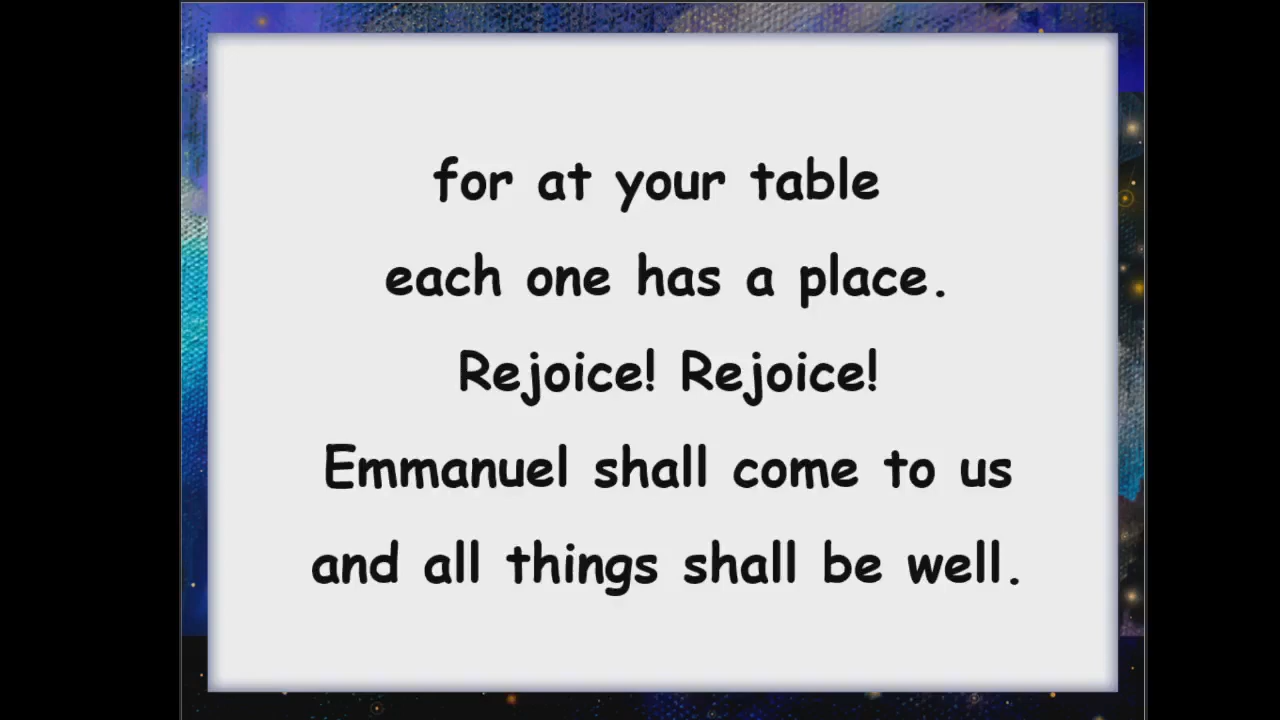 for at your table
each one has a place.
Rejoice! Rejoice!
Emmanuel shall come to us
and all things shall be well.